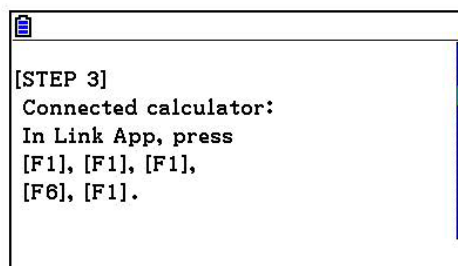 [STEP 3]
Connected calculator:
In Link App, press
[F1], [F1], [F1],
[F6], [F1].